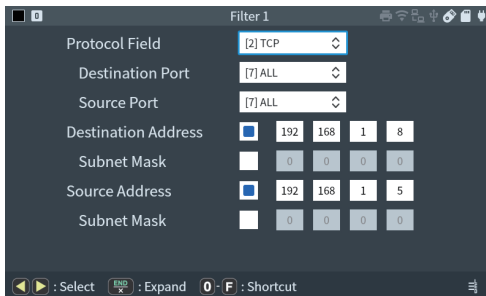 0 Filter 1
Protocol Field [2] TCP
Destination Port [7] ALL
Source Port [7] ALL
Destination Address 192 168 1 8
Subnet Mask 0 0 0 0
Source Address 192 168 1 5
Subnet Mask 0 0 0 0
: Select END × : Expand 0 - F : Shortcut